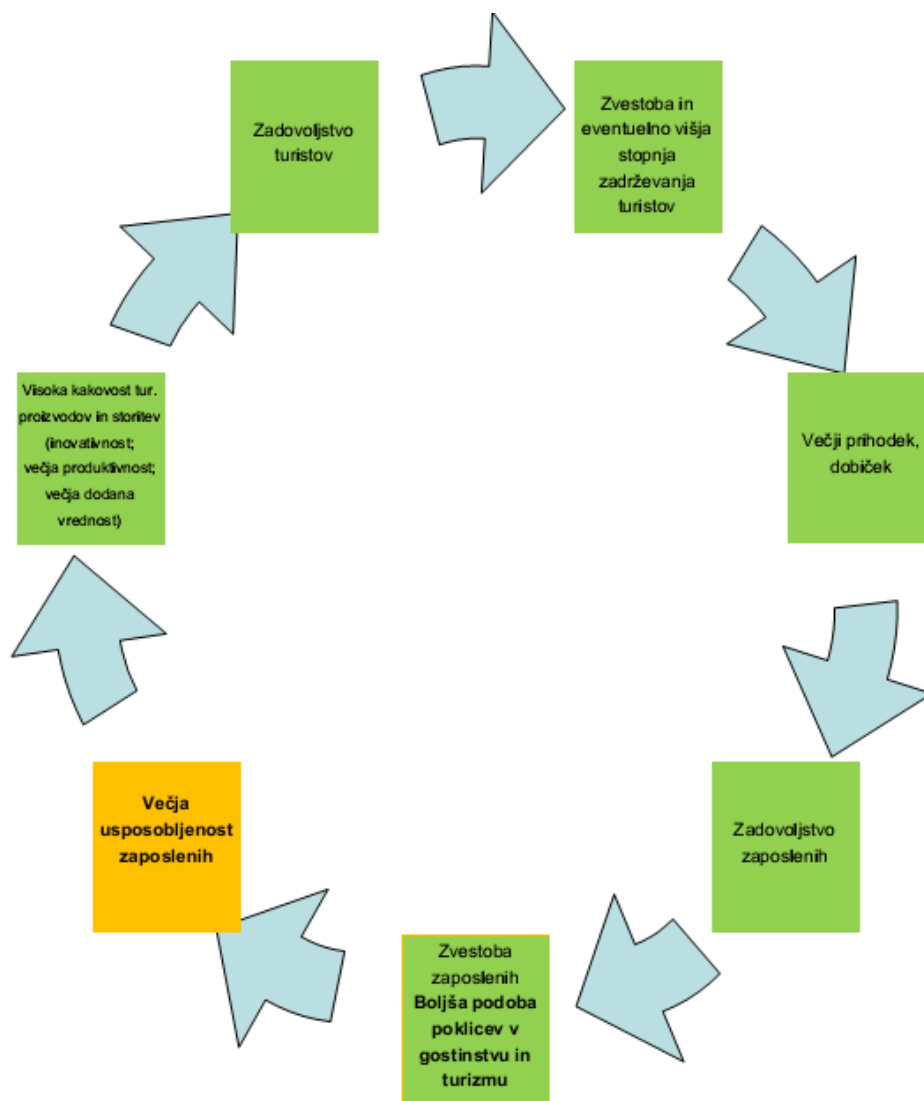 Zadovoljstvo
turistov
Zvestoba in
eventuelno višja
stopnja
zadrževanja
turistov
Večji prihodek,
dobiček
Zadovoljstvo
zaposlenih
Zvestoba
zaposlenih
Boljša podoba
poklicev v
gostinstvu in
turizmu
Večja
usposobljenost
zaposlenih
Viisoka kakovost tur.
proizvodov in storitev
(inovativnost;
večja produktivnost;
večja dodana
vrednost)